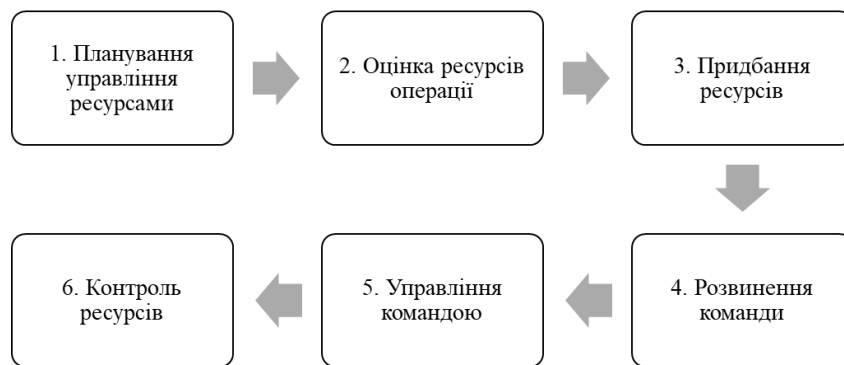 1. Планування
управління
ресурсами
2. Оцінка ресурсів
операції
3. Придбання
ресурсів
4. Розвинення
команди
5. Управління
командою
6. Контроль
ресурсів